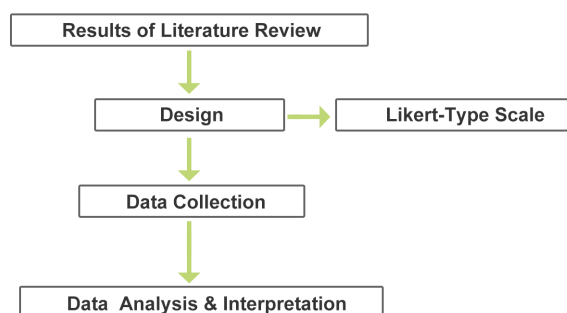 Results of Literature Review
Design
Likert-Type Scale
Data Collection
Data Analysis & Interpretation